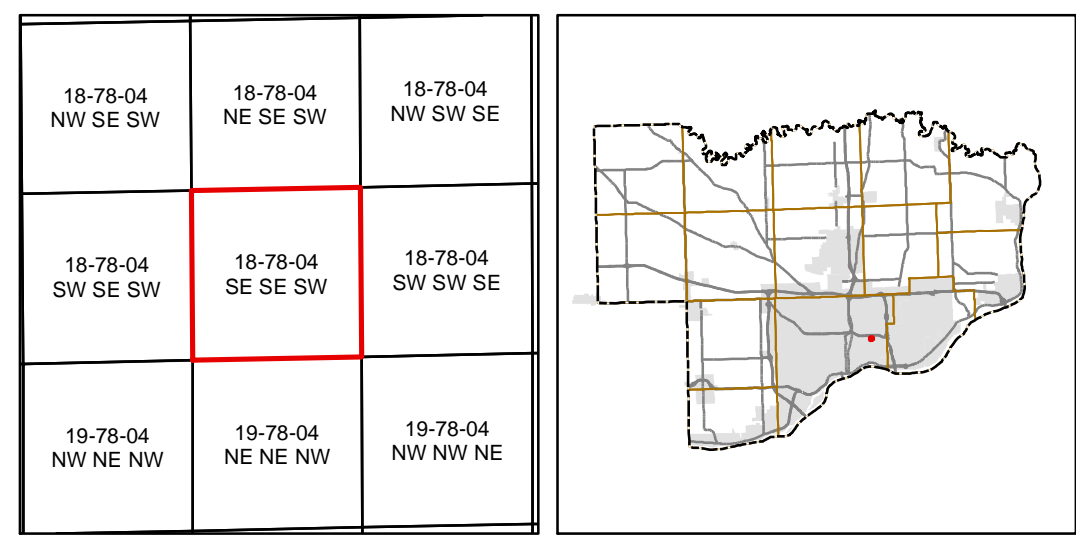 18-78-04
NW SE SW
18-78-04
NE SE SW
18-78-04
NW SW SE
18-78-04
SW SE SW
18-78-04
SE SE SW
18-78-04
SW SW SE
19-78-04
NW NE NW
19-78-04
NE NE NW
19-78-04
NW NW NE